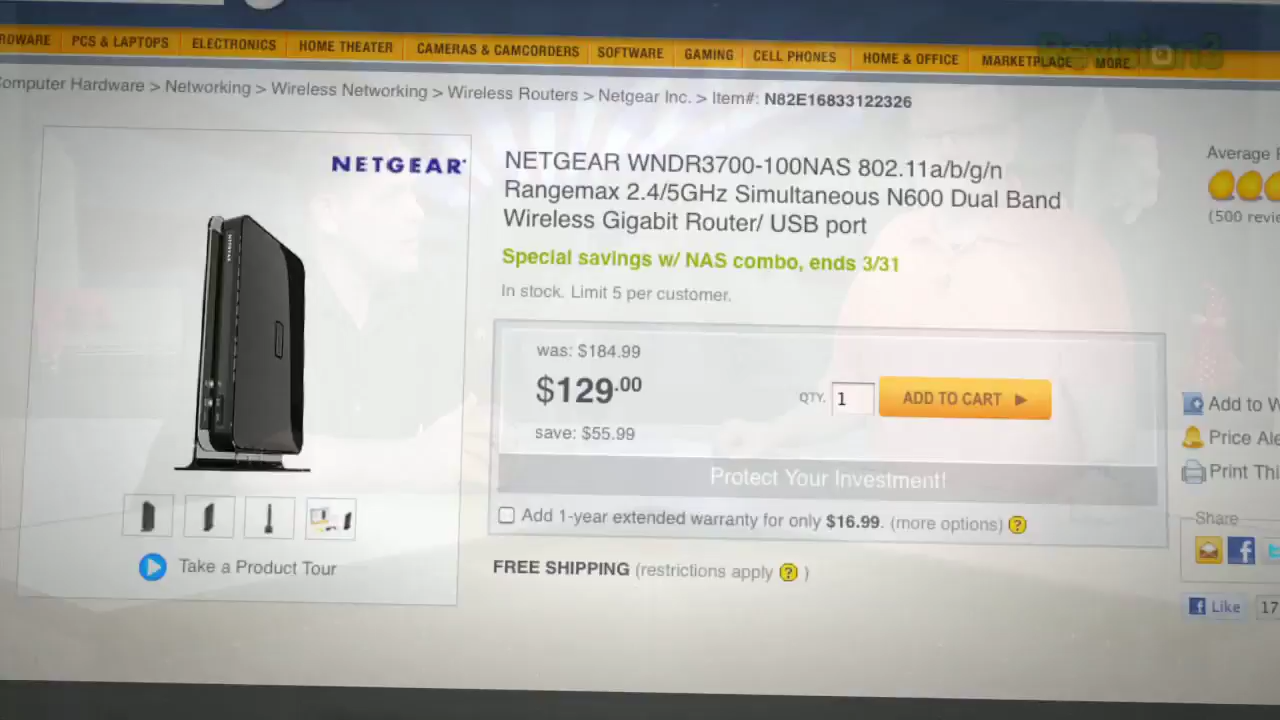 RDWARE PCS & LAPTOPS ELECTRONICS HOME THEATER CAMERAS & CAMCORDERS SOFTWARE GAMING CELL PHONES HOME & OFFICE MARKETPLACE MORE
Revision3
Computer Hardware > Networking > Wireless Networking > Wireless Routers > Netgear Inc. > Item#: N82E16833122326
NETGEAR
NETGEAR WNDR3700-100NAS 802.11a/b/g/n
Rangemax 2.4/5GHz Simultaneous N600 Dual Band
Wireless Gigabit Router/ USB port
Special savings w/ NAS combo, ends 3/31
In stock. Limit 5 per customer.
was: $184.99
$129.00
save: $55.99
QTY. 1 ADD TO CART
Protect Your Investment!
Add 1-year extended warranty for only $16.99. (more options) ?
FREE SHIPPING (restrictions apply ? )
Take a Product Tour
Average
(500 revi
Add to W
Price Ale
Print Thi
Share
Like 17